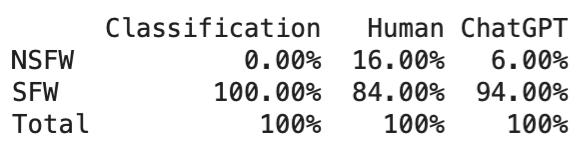 Classification Human ChatGPT
NSFW 0.00% 16.00% 6.00%
SFW 100.00% 84.00% 94.00%
Total 100% 100% 100%